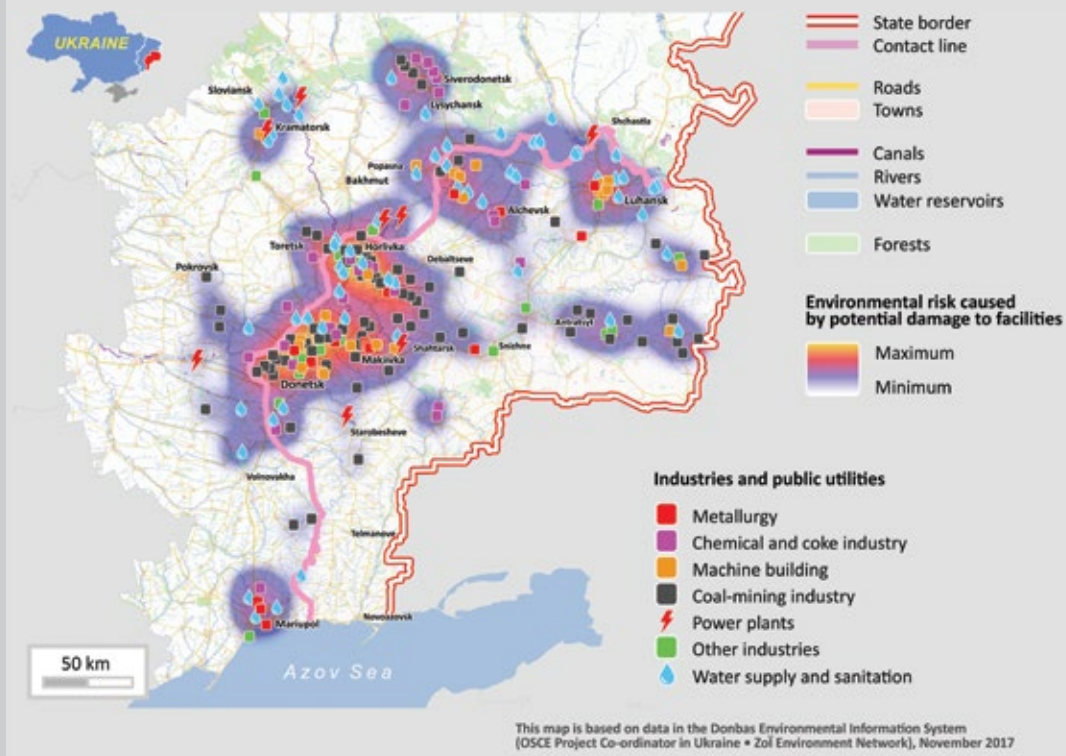 UKRAINE
Sloviansk
Kramatorsk
Siverodonetsk
Lysychansk
Shchastia
Popasna
Bakhmut
Alchevsk
Luhansk
Toretsk
Horlivka
Debaltseve
Pokrovsk
Antratsyt
Shahtarsk
Snizhne
Makiivka
Donetsk
Starobesheve
Volnovakha
Telmanove
Mariupol
Novoazovsk
Azov Sea
50 km
State border
Contact line
Roads
Towns
Canals
Rivers
Water reservoirs
Forests
Environmental risk caused
by potential damage to facilities
Maximum
Minimum
Industries and public utilities
Metallurgy
Chemical and coke industry
Machine building
Coal-mining industry
Power plants
Other industries
Water supply and sanitation
This map is based on data in the Donbas Environmental Information System
(OSCE Project Co-ordinator in Ukraine • Zoï Environment Network), November 2017